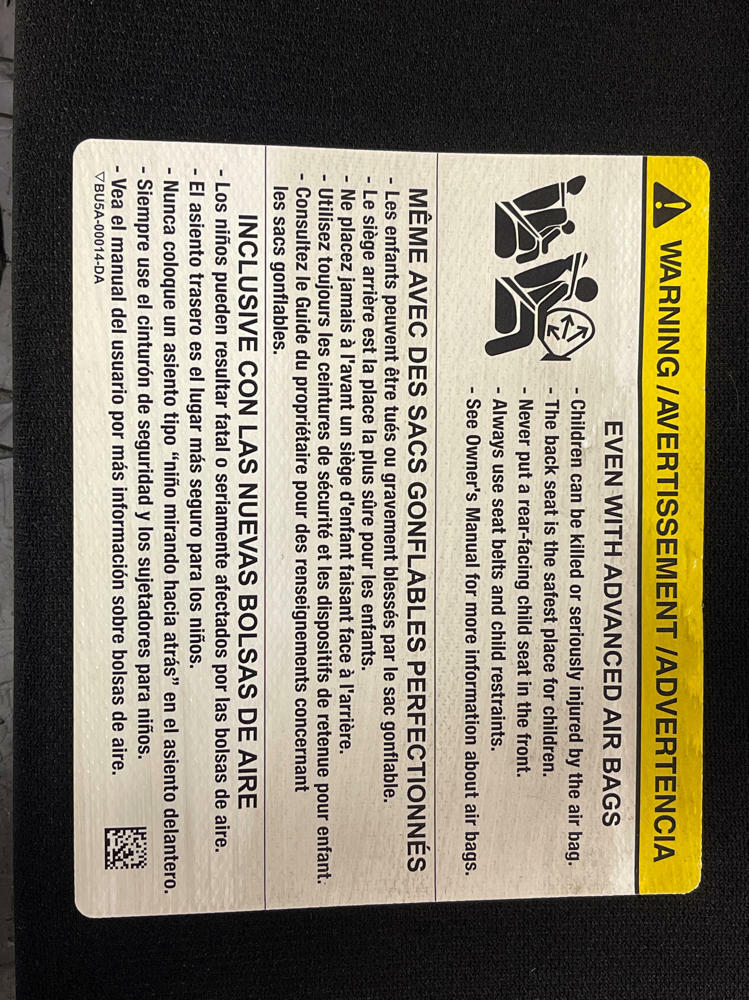 WARNING /AVERTISSEMENT /ADVERTENCIA
EVEN WITH ADVANCED AIR BAGS
- Children can be killed or seriously injured by the air bag.
- The back seat is the safest place for children.
- Never put a rear-facing child seat in the front.
- Always use seat belts and child restraints.
- See Owner's Manual for more information about air bags.
MÊME AVEC DES SACS GONFLABLES PERFECTIONNÉS
- Les enfants peuvent être tués ou gravement blessés par le sac gonflable.
- Le siège arrière est la place la plus sûre pour les enfants.
- Ne placez jamais à l'avant un siège d'enfant faisant face à l'arrière.
- Utilisez toujours les ceintures de sécurité et les dispositifs de retenue pour enfant.
- Consultez le Guide du propriétaire pour des renseignements concernant
les sacs gonflables.
INCLUSIVE CON LAS NUEVAS BOLSAS DE AIRE
- Los niños pueden resultar fatal o seriamente afectados por las bolsas de aire.
- El asiento trasero es el lugar más seguro para los niños.
- Nunca coloque un asiento tipo “niño mirando hacia atrás” en el asiento delantero.
- Siempre use el cinturón de seguridad y los sujetadores para niños.
- Vea el manual del usuario por más información sobre bolsas de aire.
▽BU5A-00014-DA